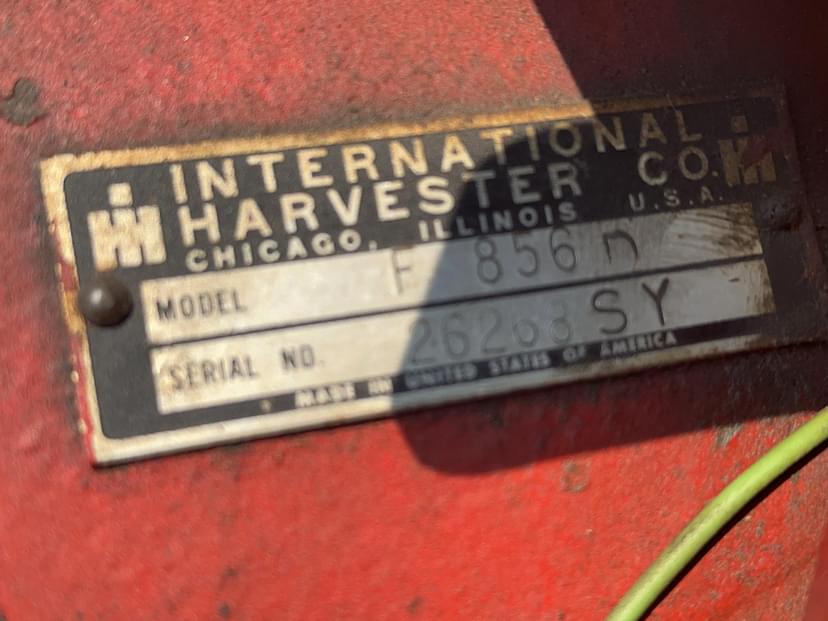 INTERNATIONAL
HARVESTER CO.
CHICAGO, ILLINOIS U.S.A.
MODEL F 856 D
SERIAL NO. 26268 SY
MADE IN UNITED STATES OF AMERICA